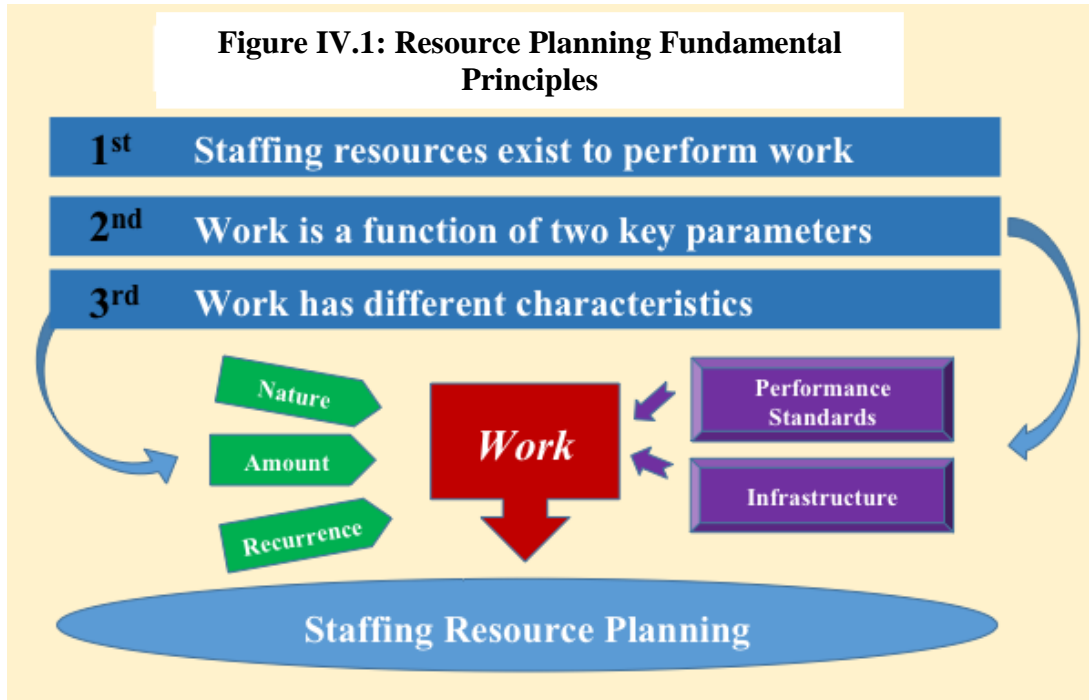 Figure IV.1: Resource Planning Fundamental
Principles
1st Staffing resources exist to perform work
2nd Work is a function of two key parameters
3rd Work has different characteristics
Nature
Amount
Recurrence
Work
Performance
Standards
Infrastructure
Staffing Resource Planning